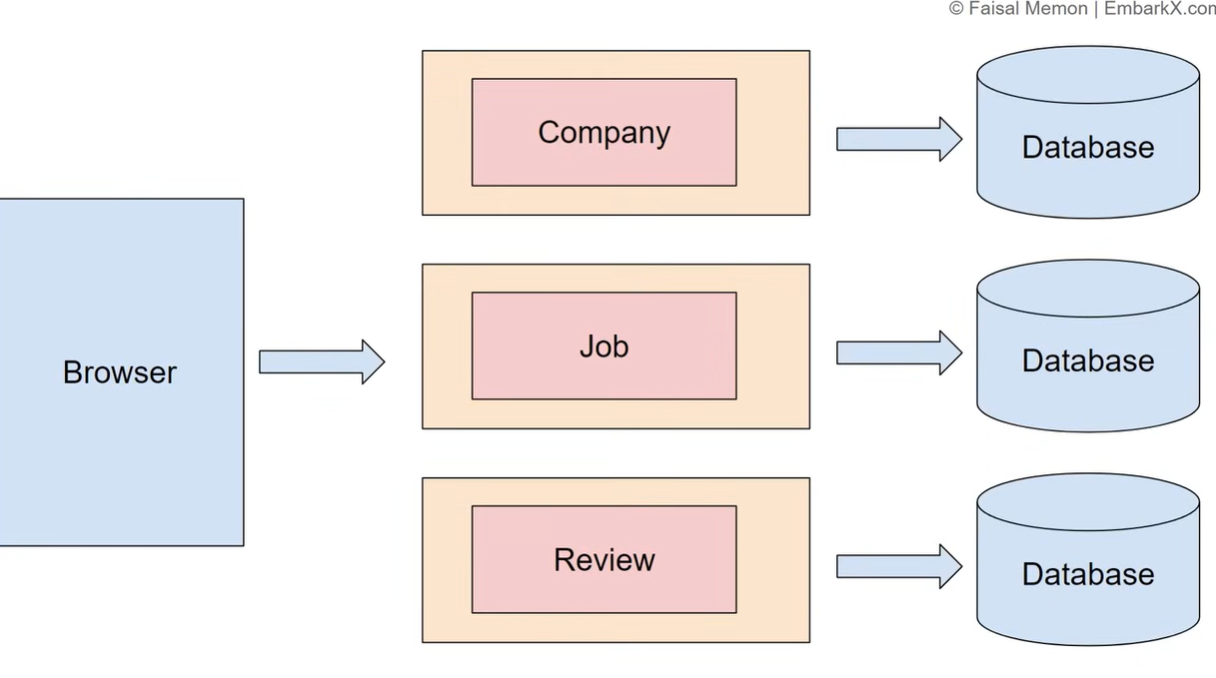 © Faisal Memon | EmbarkX.com
Company
Database
Browser
Job
Database
Review
Database